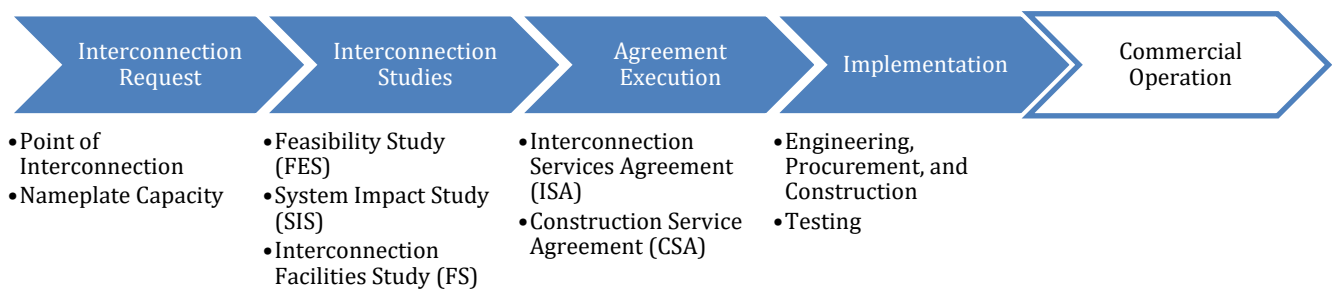 Interconnection
Request
Interconnection
Studies
Agreement
Execution
Implementation
Commercial
Operation
•Point of
Interconnection
•Nameplate Capacity
•Feasibility Study
(FES)
•System Impact Study
(SIS)
•Interconnection
Facilities Study (FS)
•Interconnection
Services Agreement
(ISA)
•Construction Service
Agreement (CSA)
•Engineering,
Procurement, and
Construction
•Testing